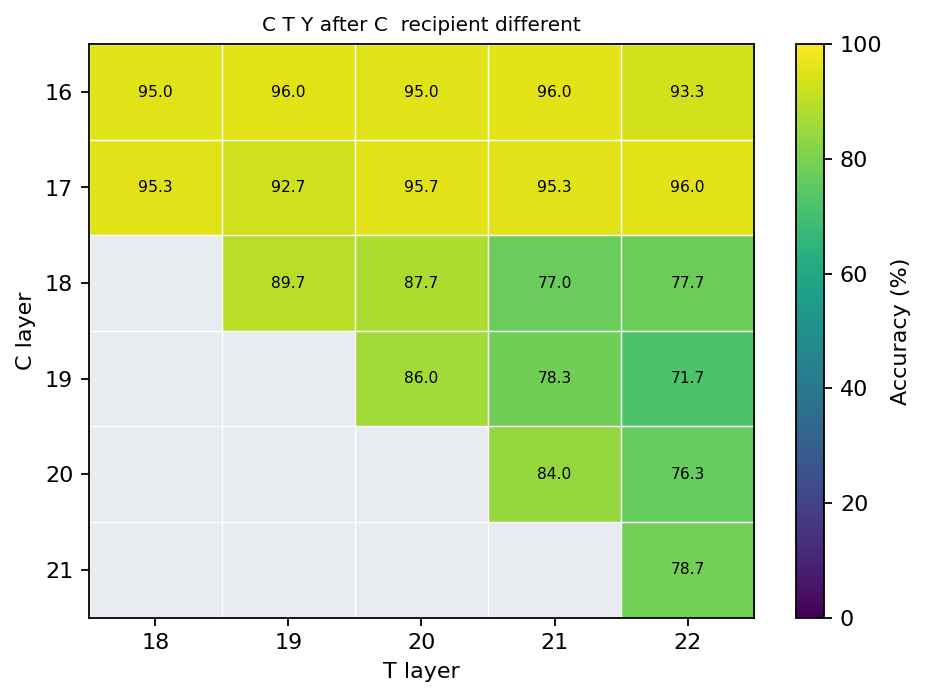 C T Y after C  recipient different
16 95.0 96.0 95.0 96.0 93.3
17 95.3 92.7 95.7 95.3 96.0
18 89.7 87.7 77.0 77.7
19 86.0 78.3 71.7
20 84.0 76.3
21 78.7
18 19 20 21 22
T layer
C layer
100
80
60
40
20
0
Accuracy (%)